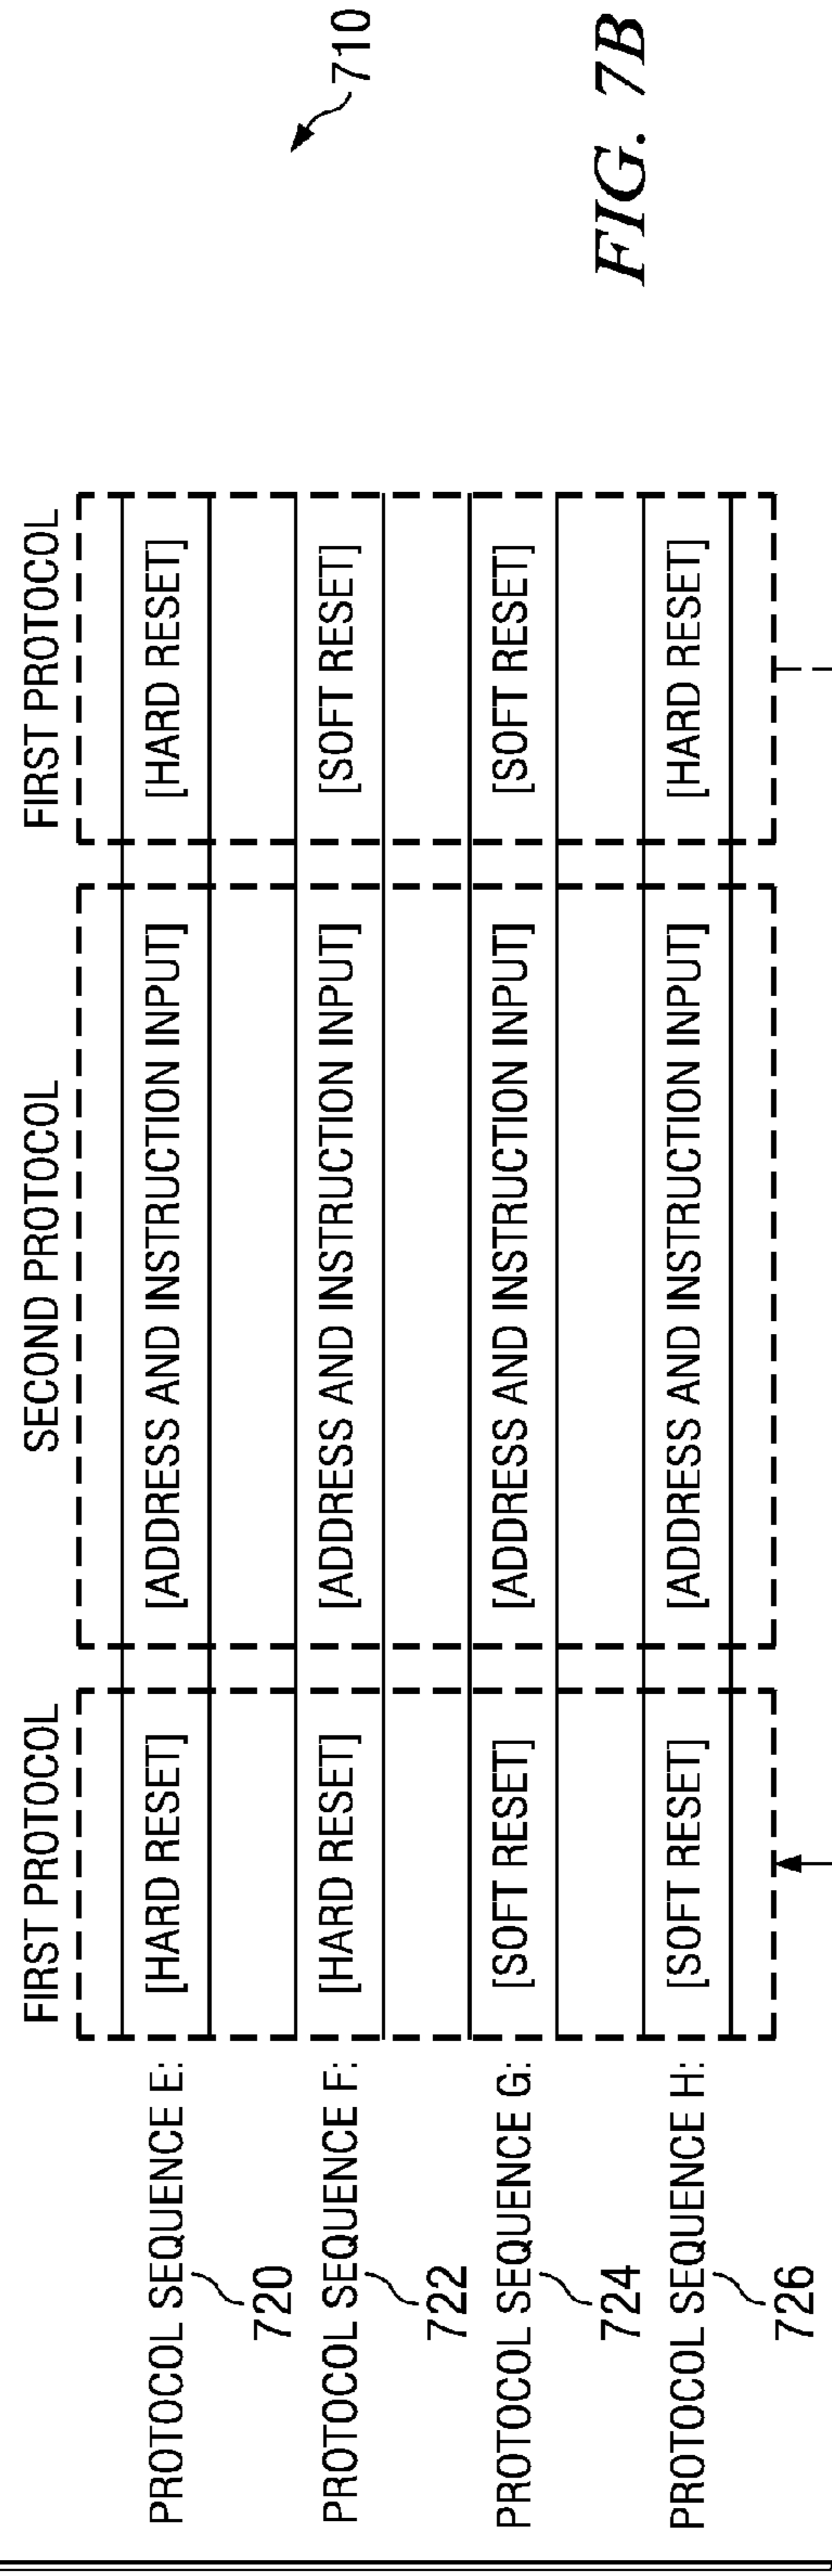 FIRST PROTOCOL SECOND PROTOCOL FIRST PROTOCOL
PROTOCOL SEQUENCE E: [HARD RESET] [ADDRESS AND INSTRUCTION INPUT] [HARD RESET]
720
PROTOCOL SEQUENCE F: [HARD RESET] [ADDRESS AND INSTRUCTION INPUT] [SOFT RESET]
722
710
PROTOCOL SEQUENCE G: [SOFT RESET] [ADDRESS AND INSTRUCTION INPUT] [SOFT RESET]
724
PROTOCOL SEQUENCE H: [SOFT RESET] [ADDRESS AND INSTRUCTION INPUT] [HARD RESET]
726
FIG. 7B